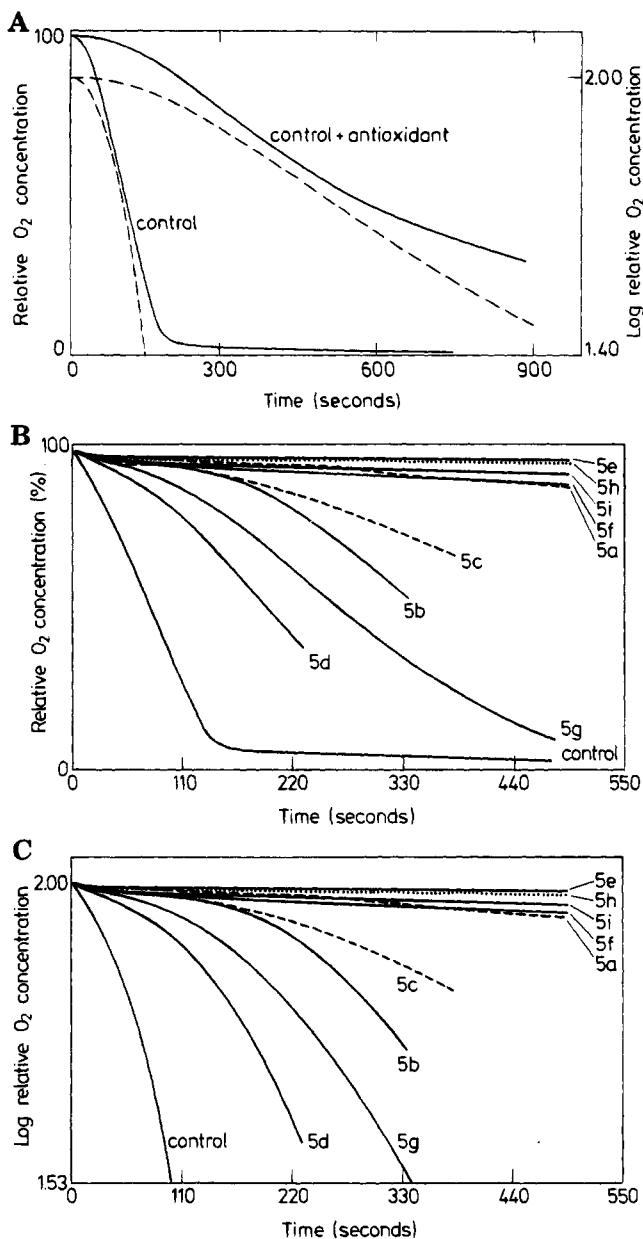 A
100
Relative O₂ concentration
0
control
control + antioxidant
2.00
Log relative O₂ concentration
1.40
0 300 600 900
Time (seconds)
B
100
Relative O₂ concentration (%)
0
5e
5h
5i
5f
5a
5c
5b
5d
5g
control
0 110 220 330 440 550
Time (seconds)
C
2.00
Log relative O₂ concentration
1.53
5e
5h
5i
5f
5a
5c
5b
control
5d
5g
0 110 220 330 440 550
Time (seconds)